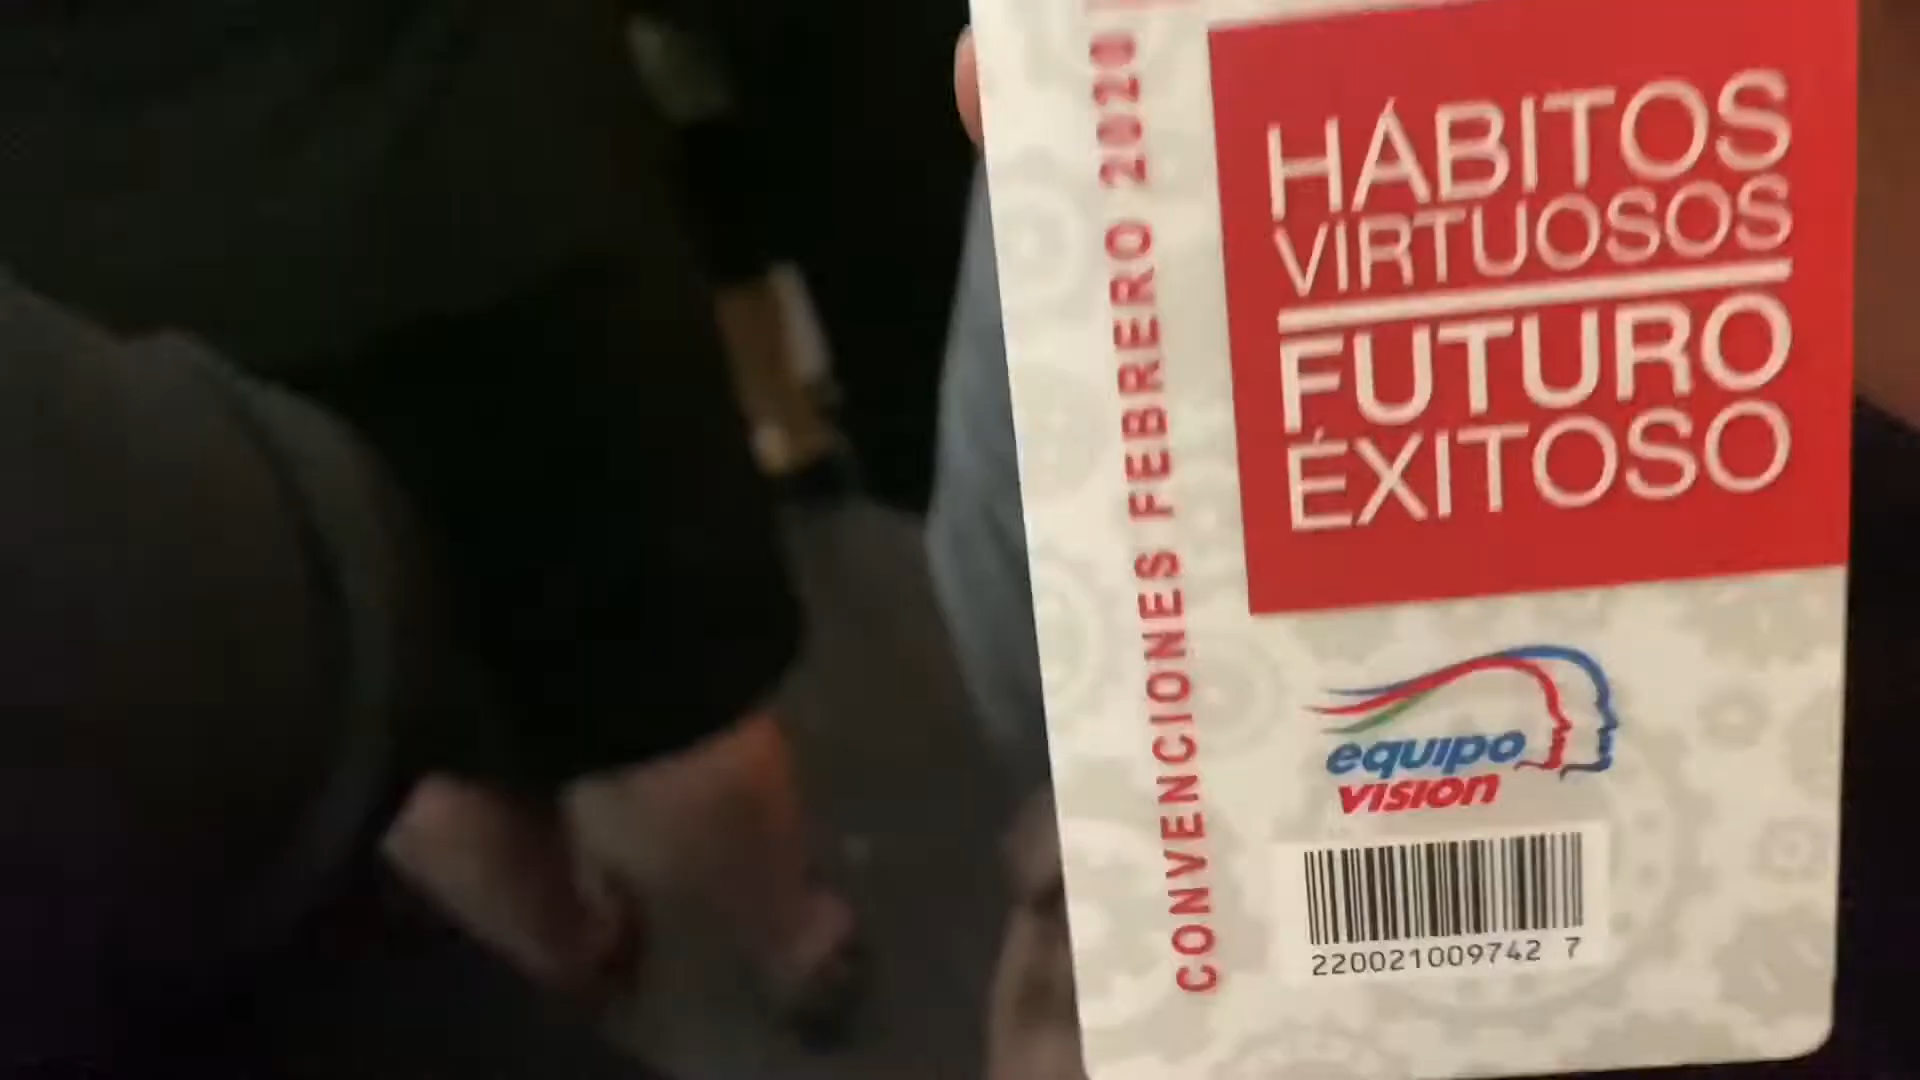 CONVENCIONES FEBRERO 2020
HÁBITOS
VIRTUOSOS
FUTURO
ÉXITOSO
equipo
vision
220021009742 7